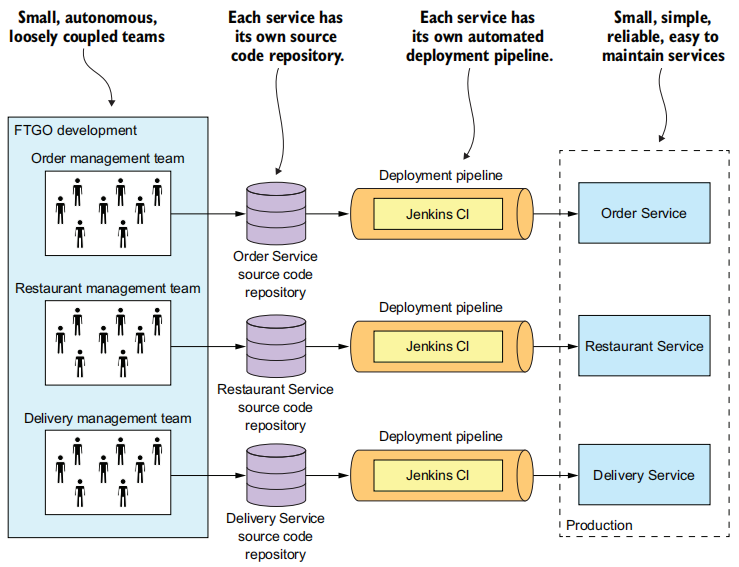 Small, autonomous,
loosely coupled teams
Each service has
its own source
code repository.
Each service has
its own automated
deployment pipeline.
Small, simple,
reliable, easy to
maintain services
FTGO development
Order management team
Deployment pipeline
Jenkins CI
Order Service
Order Service
source code
repository
Restaurant management team
Deployment pipeline
Jenkins CI
Restaurant Service
Restaurant Service
source code
repository
Delivery management team
Deployment pipeline
Jenkins CI
Delivery Service
Delivery Service
source code
repository
Production